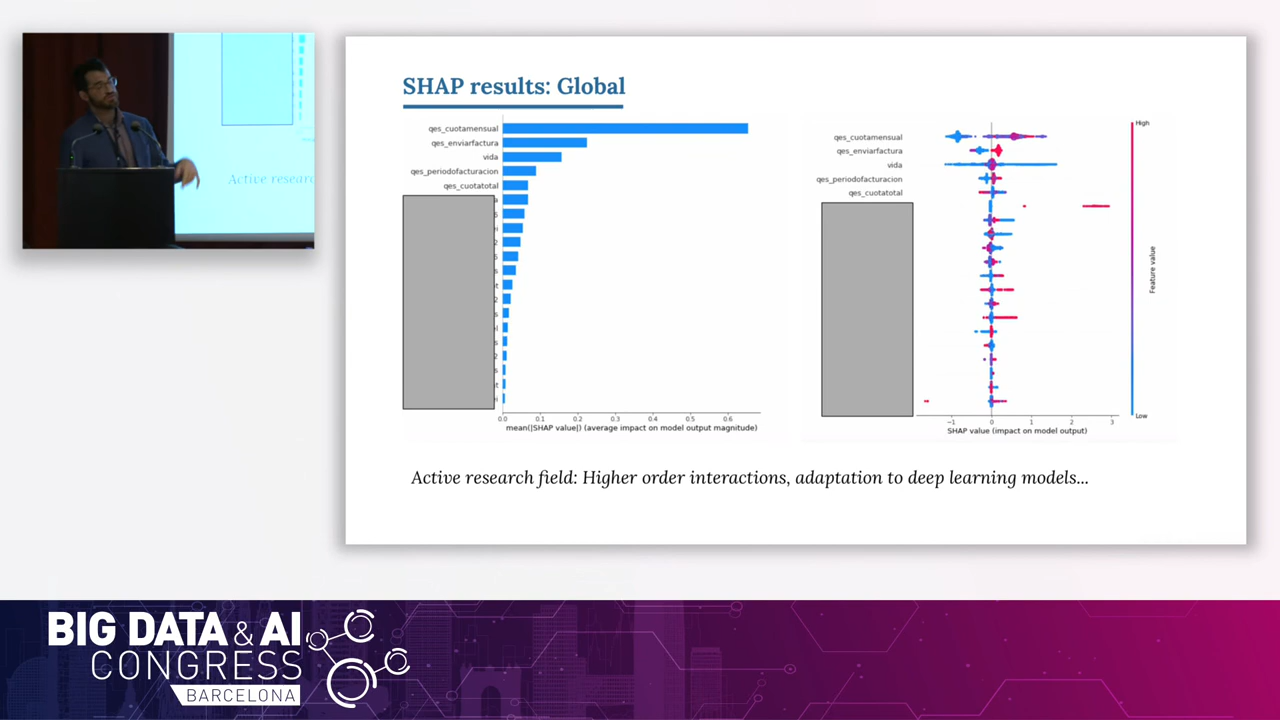 Active researc
SHAP results: Global
qes_cuotamensual
qes_enviarfactura
vida
qes_periodofacturacion
qes_cuotatotal
0.0 0.1 0.2 0.3 0.4 0.5 0.6
mean(|SHAP value|) (average impact on model output magnitude)
qes_cuotamensual
qes_enviarfactura
vida
qes_periodofacturacion
qes_cuotatotal
−1 0 1 2 3
SHAP value (impact on model output)
High
Feature value
Low
Active research field: Higher order interactions, adaptation to deep learning models...
BIG DATA & AI
CONGRESS
BARCELONA